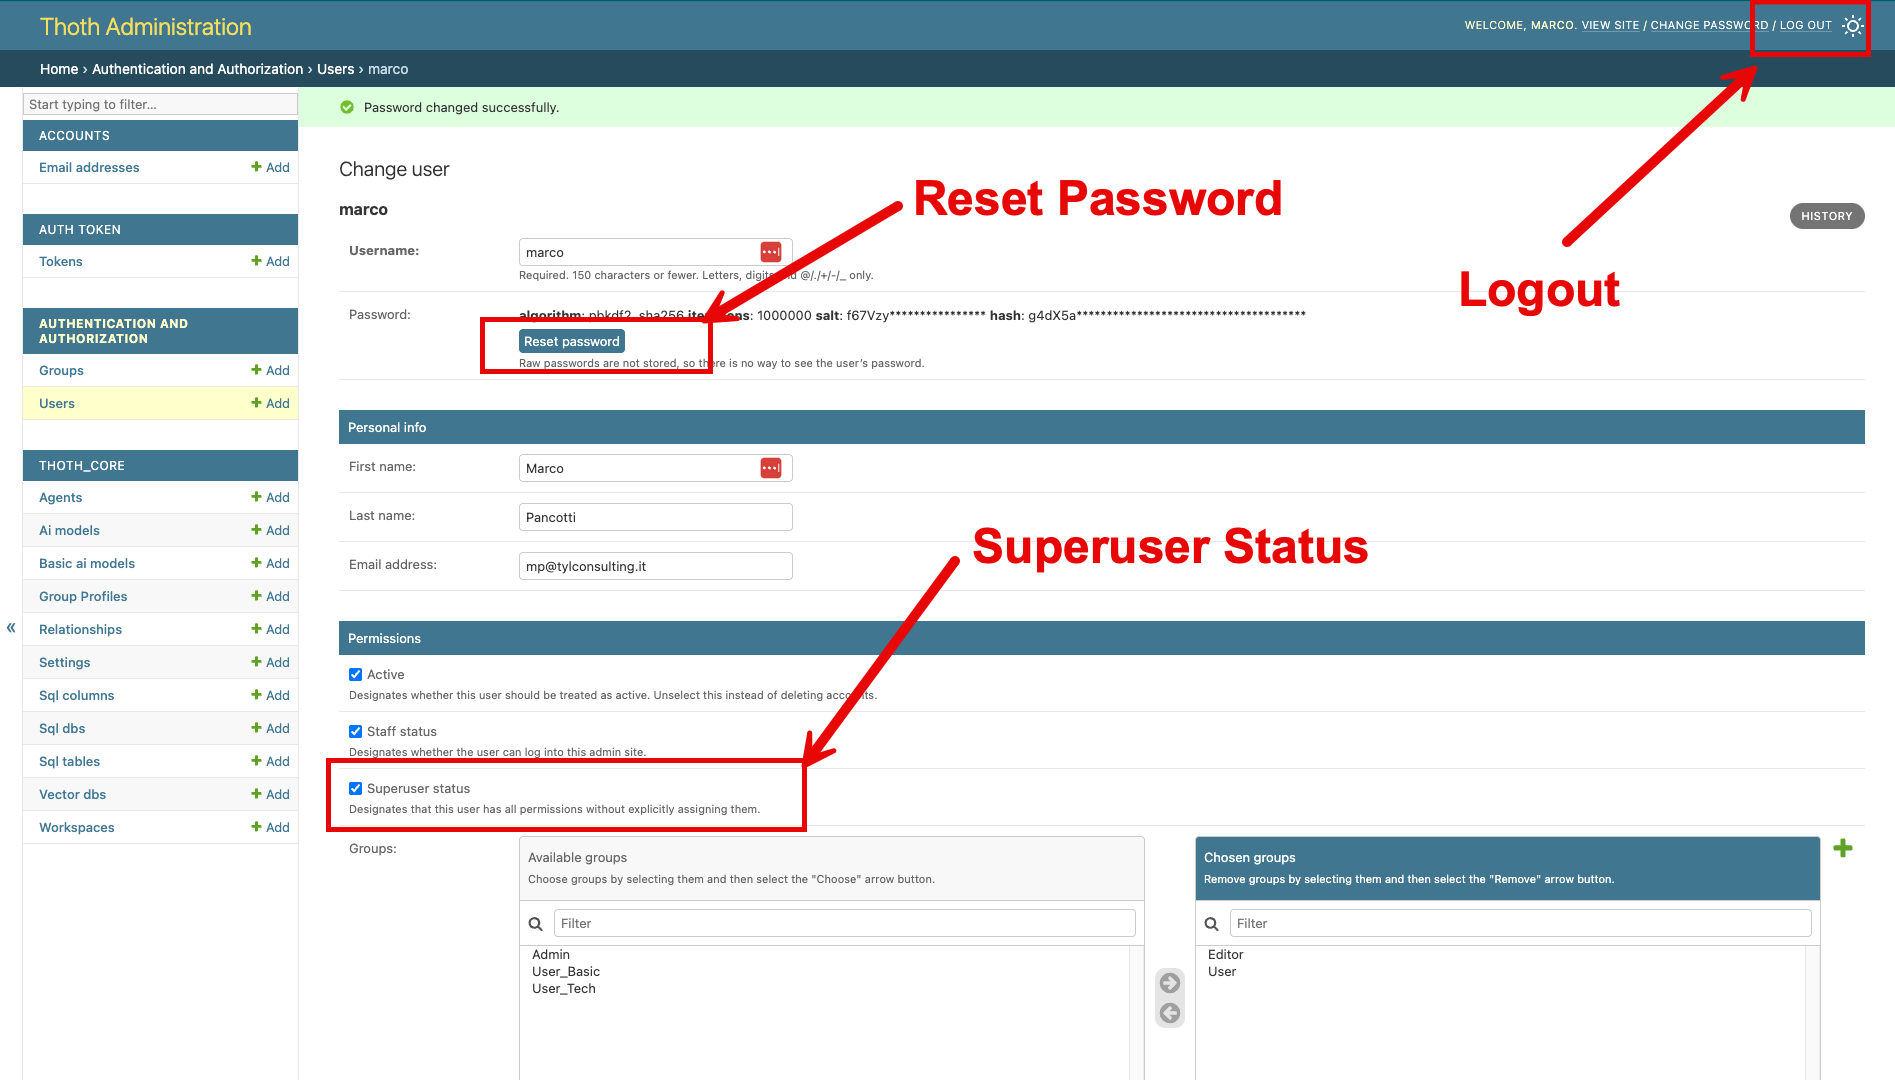 Thoth Administration
WELCOME, MARCO. VIEW SITE / CHANGE PASSWORD / LOG OUT
Home › Authentication and Authorization › Users › marco
Start typing to filter...
ACCOUNTS
Email addresses + Add
AUTH TOKEN
Tokens + Add
AUTHENTICATION AND
AUTHORIZATION
Groups + Add
Users + Add
THOTH_CORE
Agents + Add
Ai models + Add
Basic ai models + Add
Group Profiles + Add
Relationships + Add
Settings + Add
Sql columns + Add
Sql dbs + Add
Sql tables + Add
Vector dbs + Add
Workspaces + Add
«
Password changed successfully.
Change user
Reset Password
marco
HISTORY
Logout
Username:
marco
Required. 150 characters or fewer. Letters, digits and @/./+/-/_ only.
Password:
algorithm: pbkdf2_sha256 iterations: 1000000 salt: f67Vzy**************** hash: g4dX5a**************************************
Reset password
Raw passwords are not stored, so there is no way to see the user’s password.
Personal info
First name:
Marco
Last name:
Pancotti
Superuser Status
Email address:
mp@tylconsulting.it
Permissions
Active
Designates whether this user should be treated as active. Unselect this instead of deleting accounts.
Staff status
Designates whether the user can log into this admin site.
Superuser status
Designates that this user has all permissions without explicitly assigning them.
Groups:
Available groups
Choose groups by selecting them and then select the "Choose" arrow button.
Filter
Admin
User_Basic
User_Tech
Chosen groups
Remove groups by selecting them and then select the "Remove" arrow button.
Filter
Editor
User